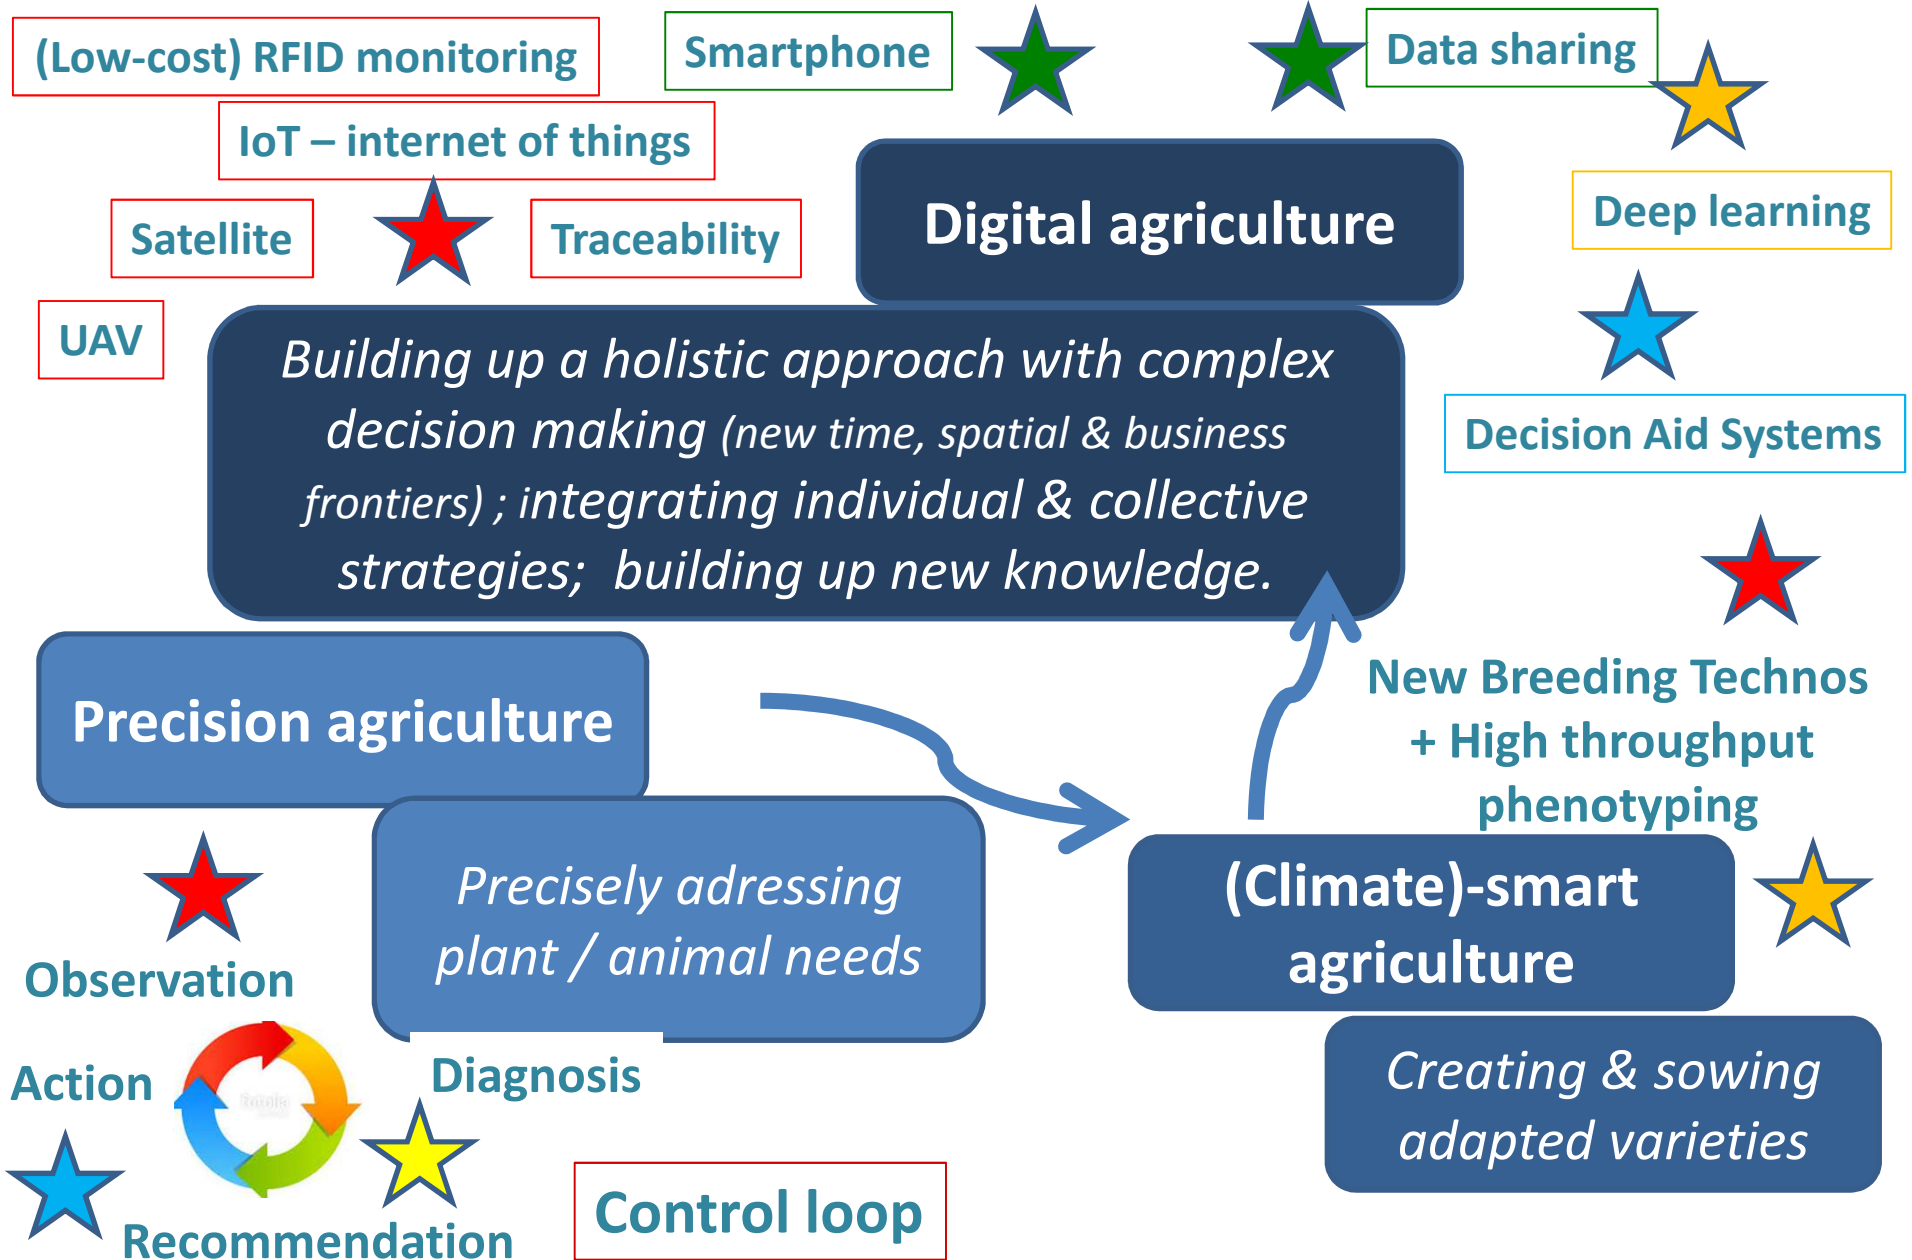 (Low-cost) RFID monitoring
Smartphone
Data sharing
IoT – internet of things
Satellite
Traceability
Digital agriculture
Deep learning
UAV
Building up a holistic approach with complex
decision making (new time, spatial & business
frontiers) ; integrating individual & collective
strategies;  building up new knowledge.
Decision Aid Systems
Precision agriculture
New Breeding Technos
+ High throughput
phenotyping
Precisely adressing
plant / animal needs
(Climate)-smart
agriculture
Creating & sowing
adapted varieties
Observation
Action
Diagnosis
Recommendation
Control loop